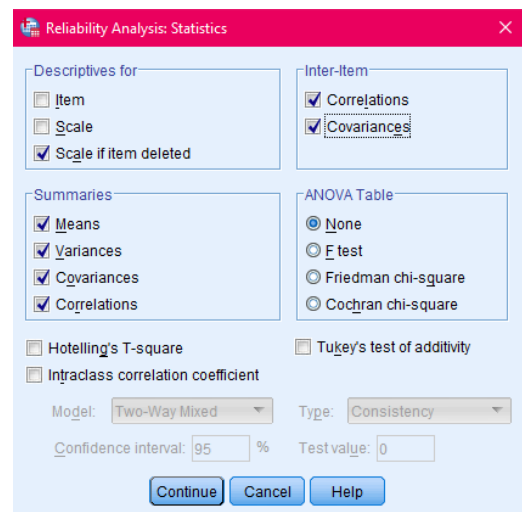 Reliability Analysis: Statistics
Descriptives for
Item
Scale
Scale if item deleted
Inter-Item
Correlations
Covariances
Summaries
Means
Variances
Covariances
Correlations
ANOVA Table
None
F test
Friedman chi-square
Cochran chi-square
Hotelling's T-square
Tukey's test of additivity
Intraclass correlation coefficient
Model: Two-Way Mixed
Type: Consistency
Confidence interval: 95 %
Test value: 0
Continue Cancel Help